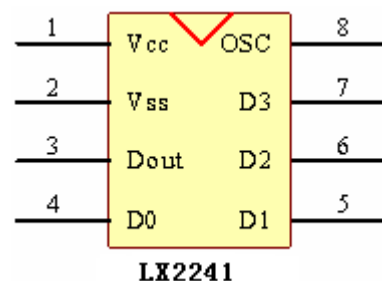 1 Vcc OSC 8
2 Vss D3 7
3 Dout D2 6
4 D0 D1 5
LX2241